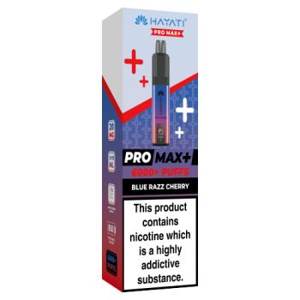 HAYATI
PRO MAX+
PRO MAX+
6000+ PUFFS
BLUE RAZZ CHERRY
This product
contains
nicotine which
is a highly
addictive
substance.